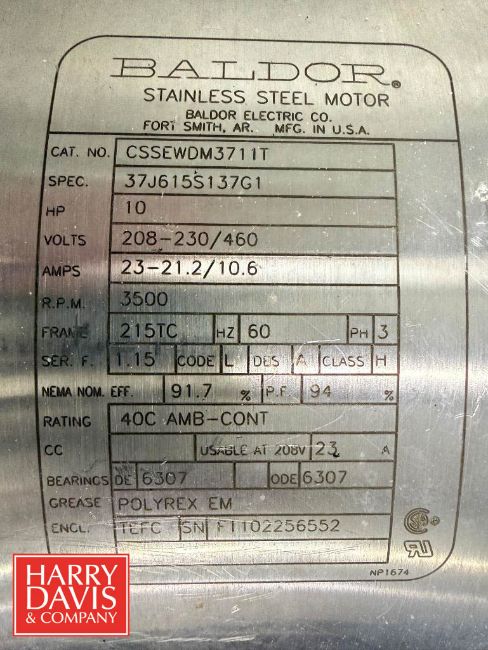 BALDOR®
STAINLESS STEEL MOTOR
BALDOR ELECTRIC CO.
FORT SMITH, AR. MFG. IN U.S.A.
CAT. NO. CSSEWDM3711T
SPEC. 37J615S137G1
HP 10
VOLTS 208-230/460
AMPS 23-21.2/10.6
R.P.M. 3500
FRAME 215TC HZ 60 PH 3
SER. F. 1.15 CODE L DES A CLASS H
NEMA NOM. EFF. 91.7 % P.F. 94 %
RATING 40C AMB-CONT
CC USABLE AT 208V 23 A
BEARINGS DE 6307 ODE 6307
GREASE POLYREX EM
ENCL. TEFC SN F1102256552
NP1674
HARRY
DAVIS
& COMPANY